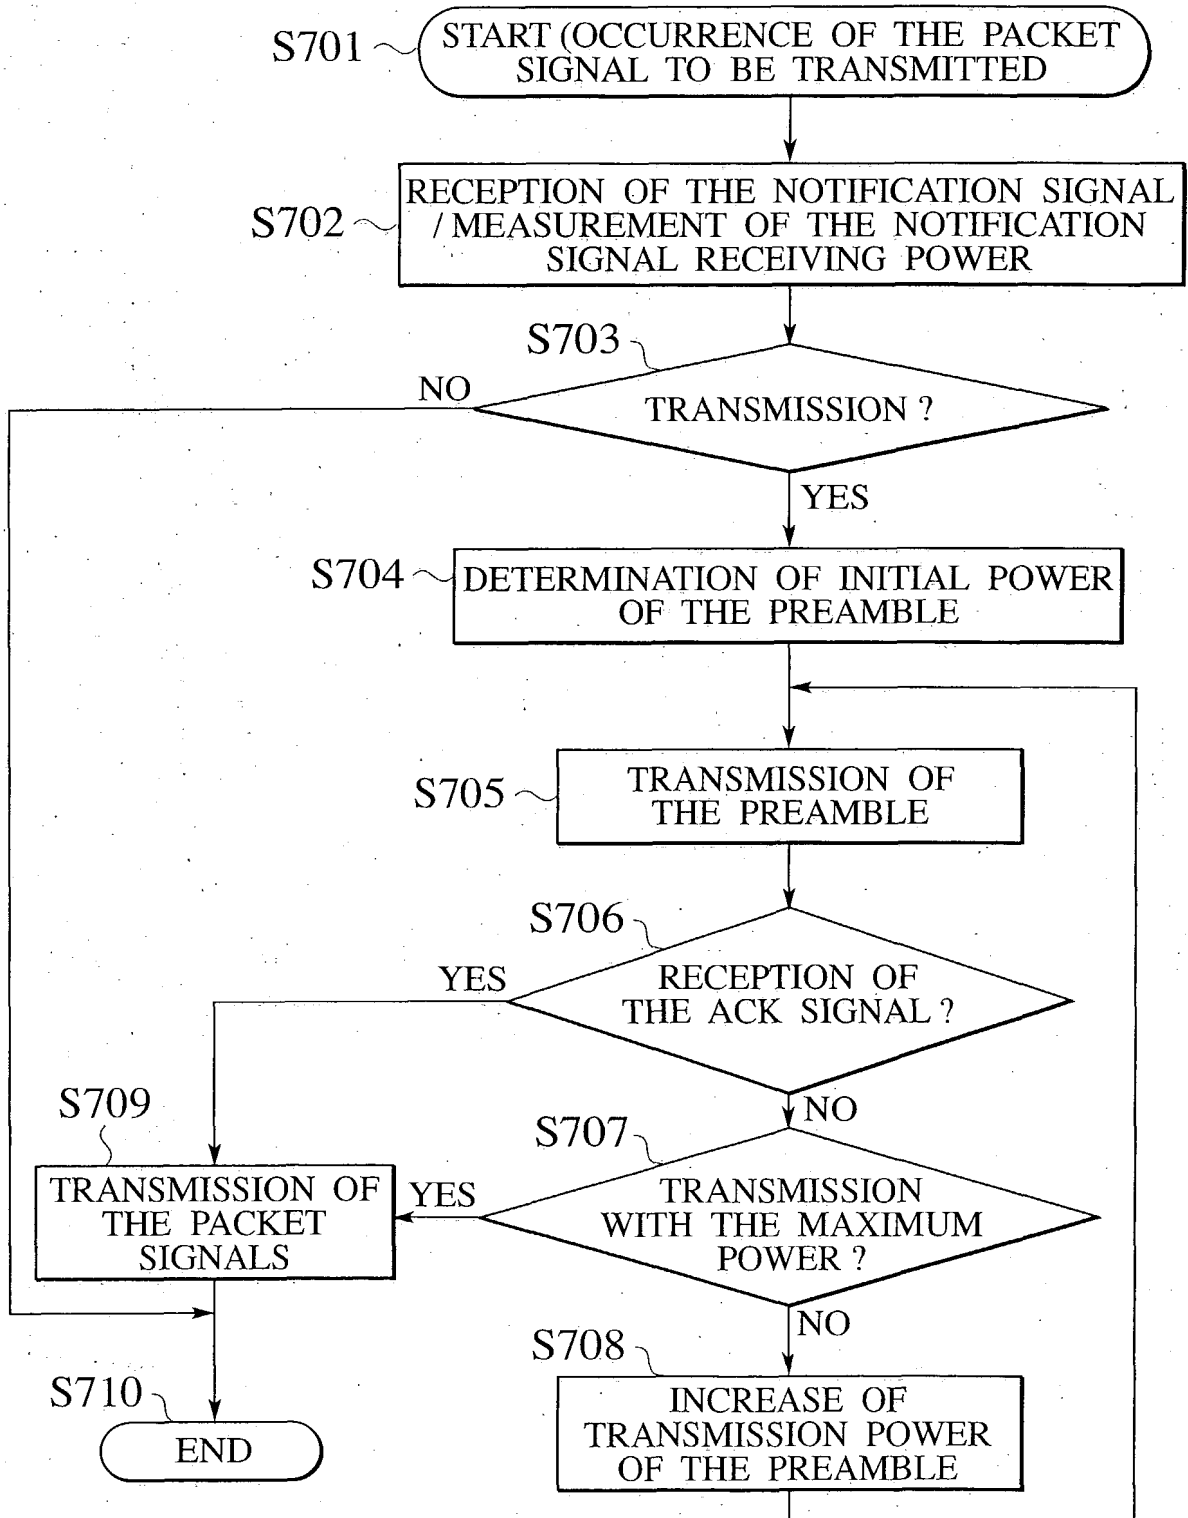 S701
START (OCCURRENCE OF THE PACKET
SIGNAL TO BE TRANSMITTED
S702
RECEPTION OF THE NOTIFICATION SIGNAL
/ MEASUREMENT OF THE NOTIFICATION
SIGNAL RECEIVING POWER
S703
NO
TRANSMISSION ?
YES
S704
DETERMINATION OF INITIAL POWER
OF THE PREAMBLE
S705
TRANSMISSION OF
THE PREAMBLE
S706
YES
RECEPTION OF
THE ACK SIGNAL ?
NO
S709
TRANSMISSION OF
THE PACKET
SIGNALS
S707
YES
TRANSMISSION
WITH THE MAXIMUM
POWER ?
NO
S708
INCREASE OF
TRANSMISSION POWER
OF THE PREAMBLE
S710
END